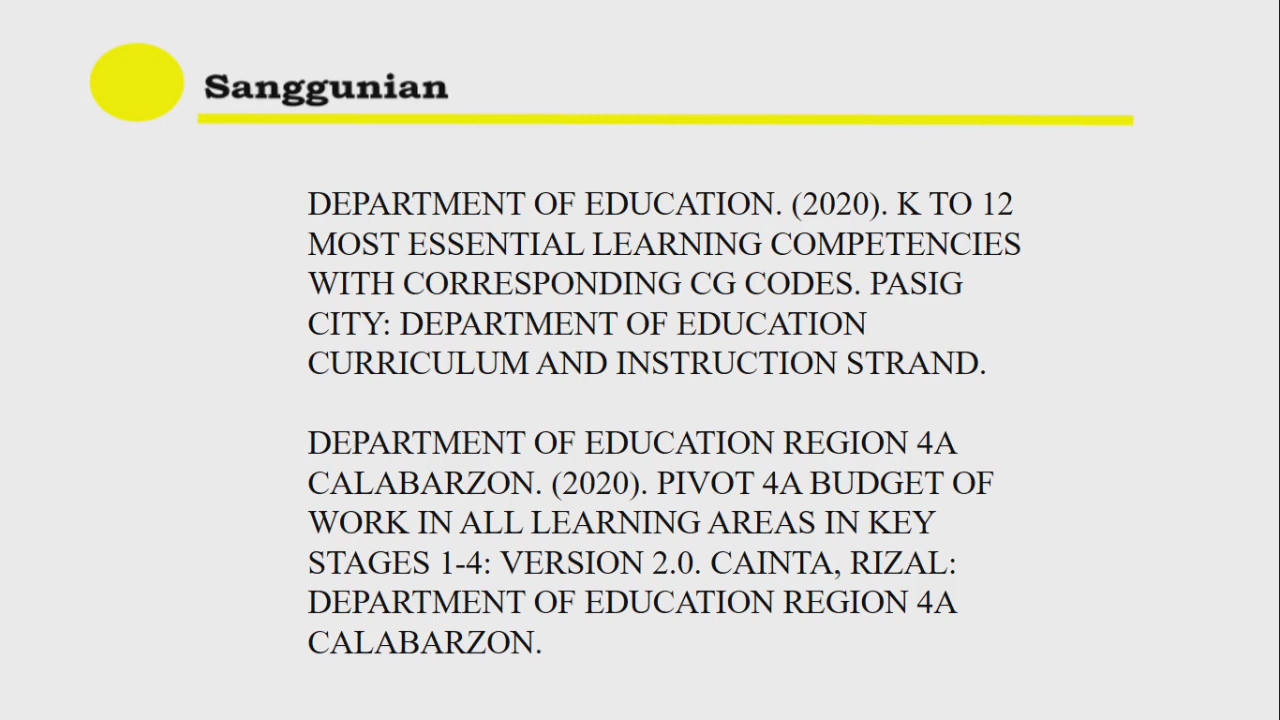 Sanggunian
DEPARTMENT OF EDUCATION. (2020). K TO 12
MOST ESSENTIAL LEARNING COMPETENCIES
WITH CORRESPONDING CG CODES. PASIG
CITY: DEPARTMENT OF EDUCATION
CURRICULUM AND INSTRUCTION STRAND.
DEPARTMENT OF EDUCATION REGION 4A
CALABARZON. (2020). PIVOT 4A BUDGET OF
WORK IN ALL LEARNING AREAS IN KEY
STAGES 1-4: VERSION 2.0. CAINTA, RIZAL:
DEPARTMENT OF EDUCATION REGION 4A
CALABARZON.